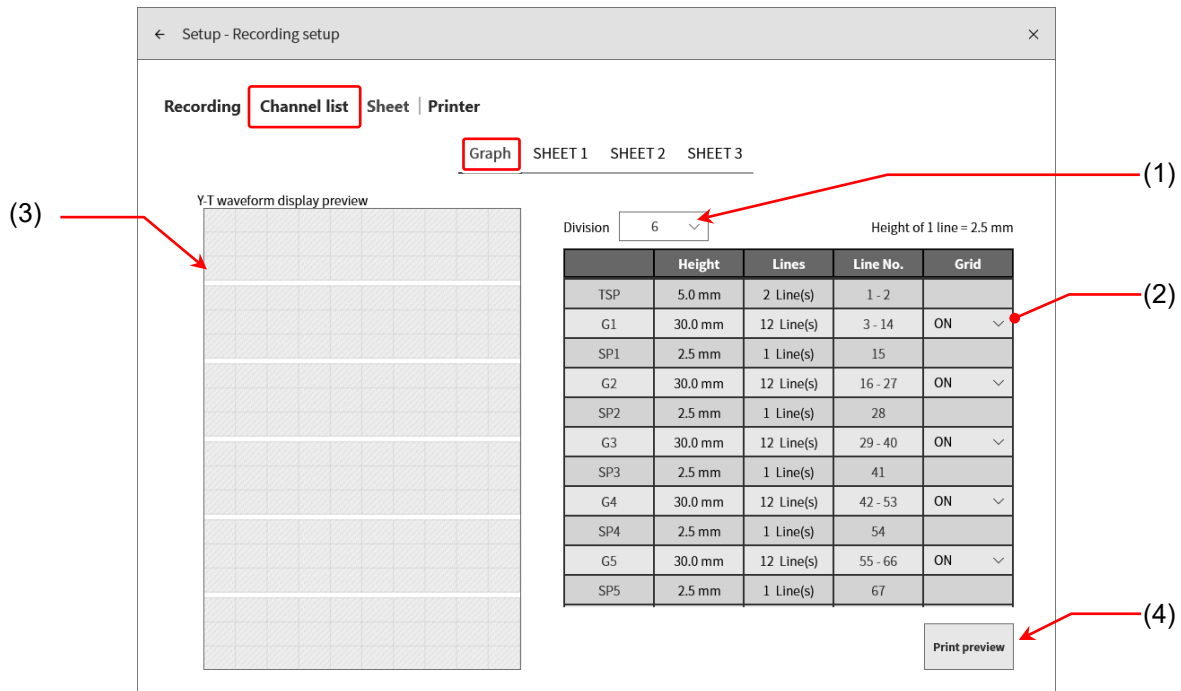 ← Setup - Recording setup ×
Recording Channel list Sheet | Printer
Graph SHEET 1 SHEET 2 SHEET 3
(1)
(3)
Y-T waveform display preview
Division 6 Height of 1 line = 2.5 mm
Height Lines Line No. Grid
TSP 5.0 mm 2 Line(s) 1 - 2
(2)
G1 30.0 mm 12 Line(s) 3 - 14 ON
SP1 2.5 mm 1 Line(s) 15
G2 30.0 mm 12 Line(s) 16 - 27 ON
SP2 2.5 mm 1 Line(s) 28
G3 30.0 mm 12 Line(s) 29 - 40 ON
SP3 2.5 mm 1 Line(s) 41
G4 30.0 mm 12 Line(s) 42 - 53 ON
SP4 2.5 mm 1 Line(s) 54
G5 30.0 mm 12 Line(s) 55 - 66 ON
SP5 2.5 mm 1 Line(s) 67
(4)
Print preview